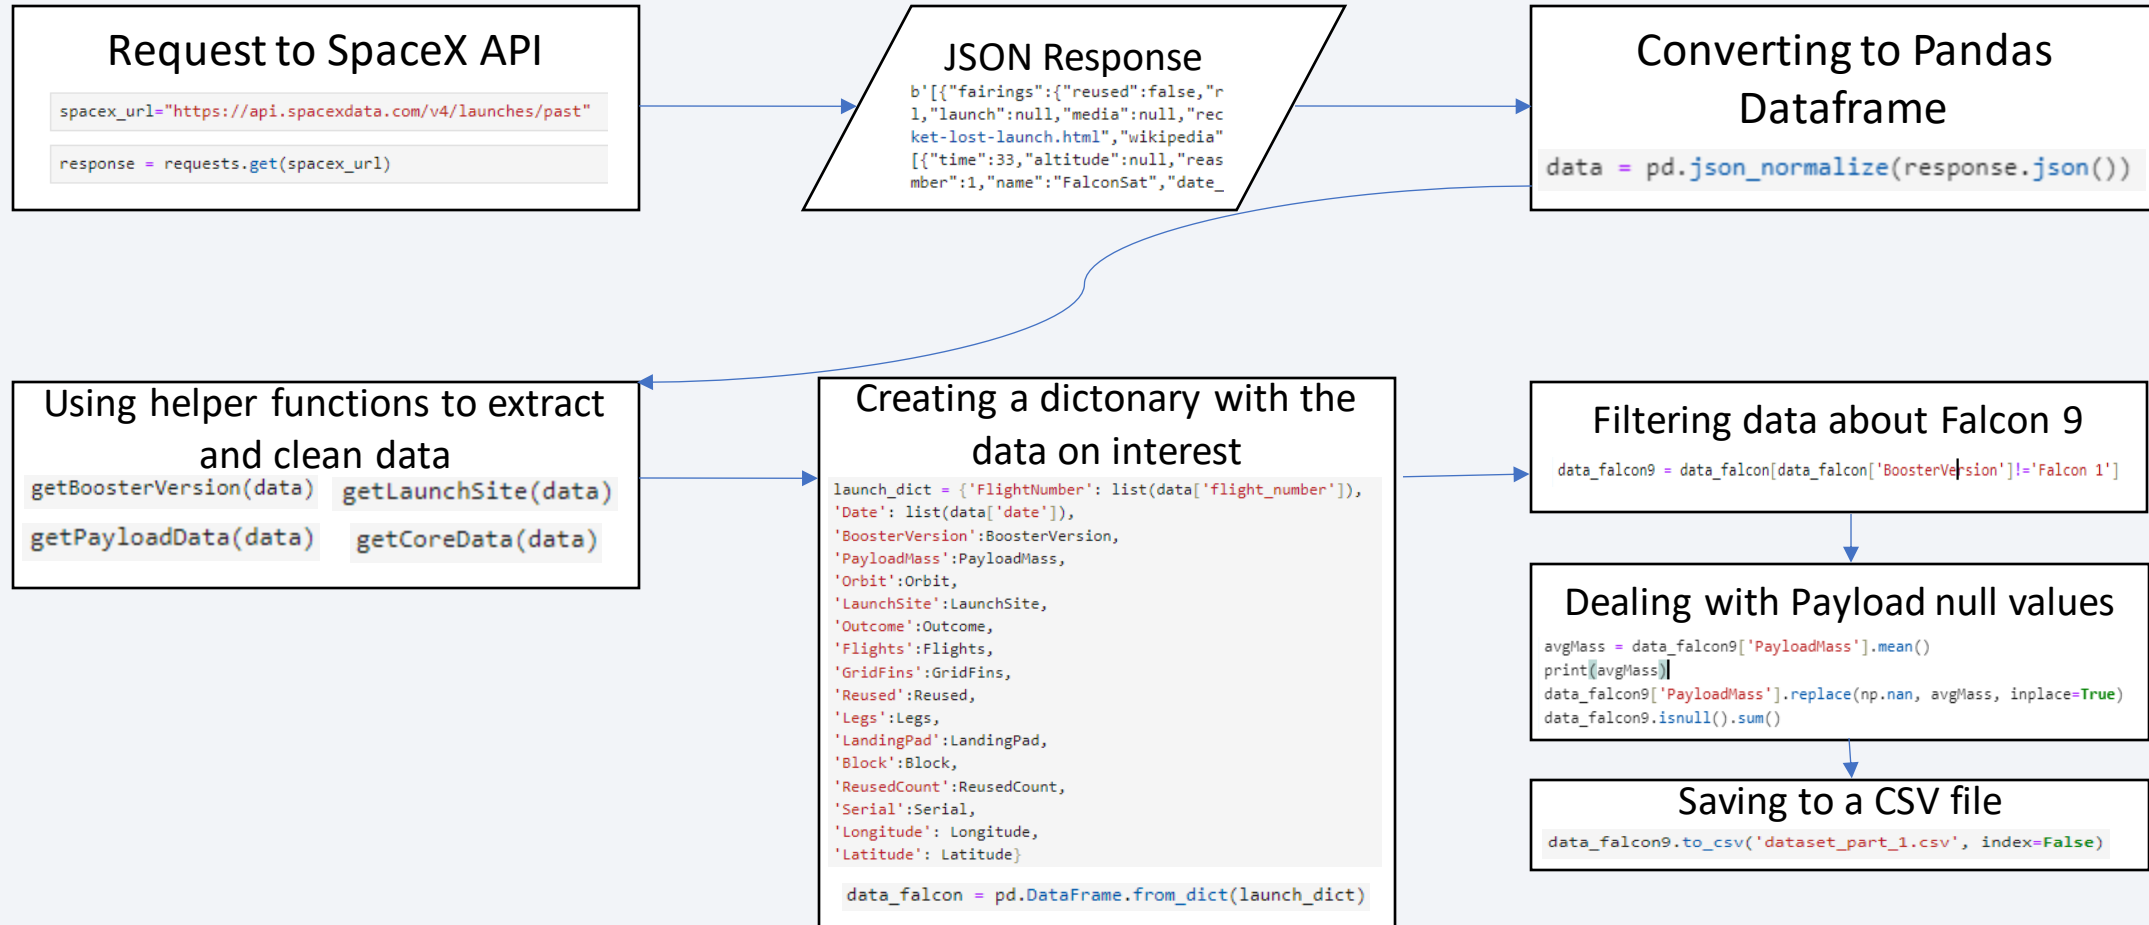 Request to SpaceX API
spacex_url="https://api.spacexdata.com/v4/launches/past"
response = requests.get(spacex_url)
JSON Response
b'[{"fairings":{"reused":false,"r
l,"launch":null,"media":null,"rec
ket-lost-launch.html","wikipedia"
[{"time":33,"altitude":null,"reas
mber":1,"name":"FalconSat","date_
Converting to Pandas
Dataframe
data = pd.json_normalize(response.json())
Using helper functions to extract
and clean data
getBoosterVersion(data) getLaunchSite(data)
getPayloadData(data) getCoreData(data)
Creating a dictonary with the
data on interest
launch_dict = {'FlightNumber': list(data['flight_number']),
'Date': list(data['date']),
'BoosterVersion':BoosterVersion,
'PayloadMass':PayloadMass,
'Orbit':Orbit,
'LaunchSite':LaunchSite,
'Outcome':Outcome,
'Flights':Flights,
'GridFins':GridFins,
'Reused':Reused,
'Legs':Legs,
'LandingPad':LandingPad,
'Block':Block,
'ReusedCount':ReusedCount,
'Serial':Serial,
'Longitude': Longitude,
'Latitude': Latitude}
data_falcon = pd.DataFrame.from_dict(launch_dict)
Filtering data about Falcon 9
data_falcon9 = data_falcon[data_falcon['BoosterVersion']!='Falcon 1']
Dealing with Payload null values
avgMass = data_falcon9['PayloadMass'].mean()
print(avgMass)
data_falcon9['PayloadMass'].replace(np.nan, avgMass, inplace=True)
data_falcon9.isnull().sum()
Saving to a CSV file
data_falcon9.to_csv('dataset_part_1.csv', index=False)